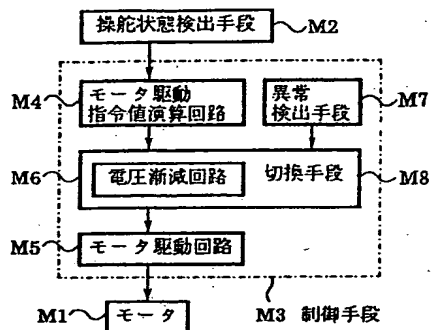 操舵状態検出手段 M2
M4 モータ駆動 異常 M7
指令値演算回路 検出手段
M6 電圧漸減回路 切換手段 M8
M5 モータ駆動回路
M1 モータ M3 制御手段